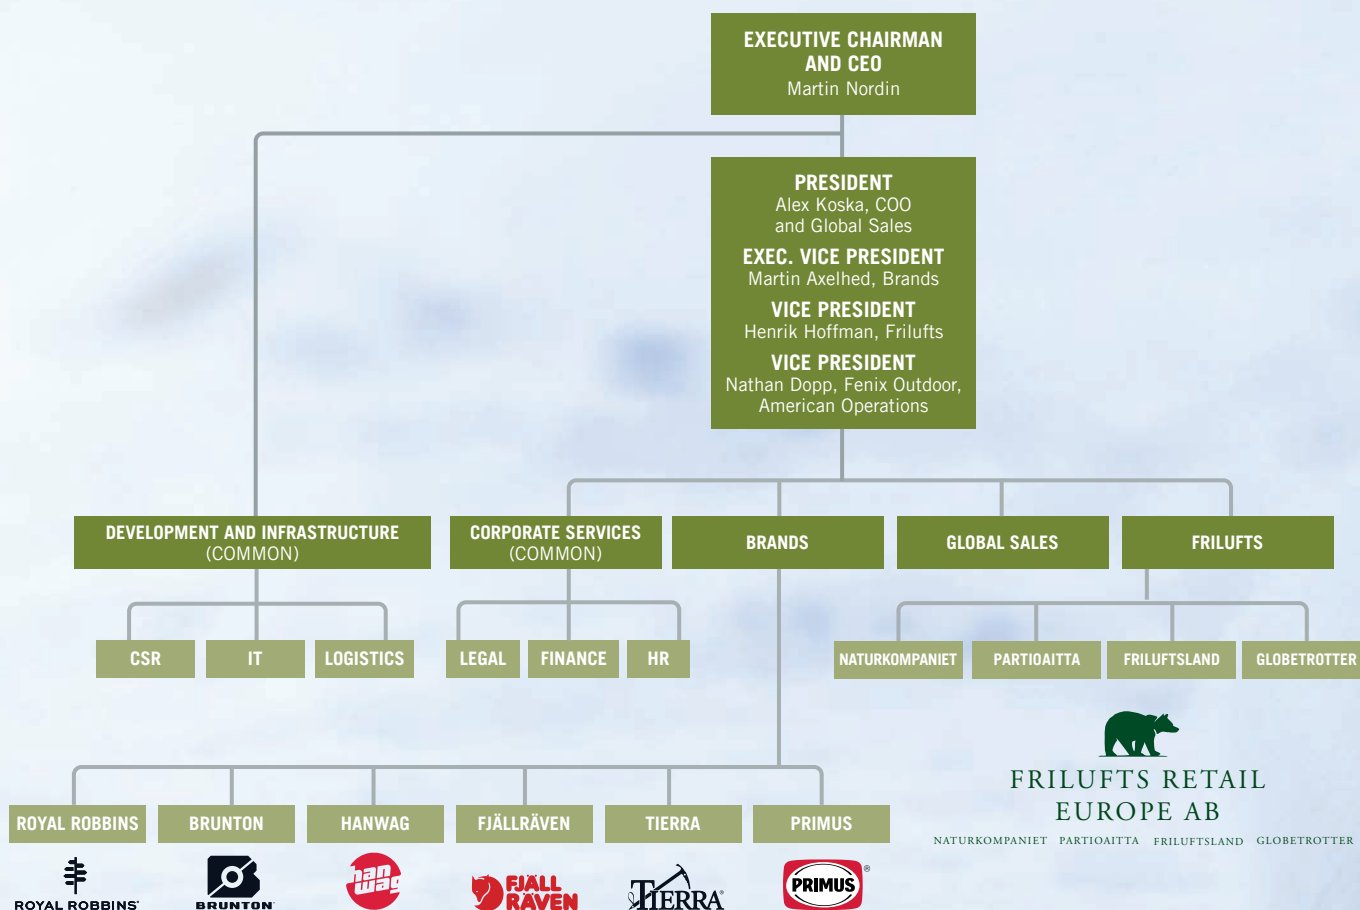 EXECUTIVE CHAIRMAN
AND CEO
Martin Nordin
PRESIDENT
Alex Koska, COO
and Global Sales
EXEC. VICE PRESIDENT
Martin Axelhed, Brands
VICE PRESIDENT
Henrik Hoffman, Frilufts
VICE PRESIDENT
Nathan Dopp, Fenix Outdoor,
American Operations
DEVELOPMENT AND INFRASTRUCTURE
(COMMON)
CORPORATE SERVICES
(COMMON)
BRANDS
GLOBAL SALES
FRILUFTS
CSR
IT
LOGISTICS
LEGAL
FINANCE
HR
NATURKOMPANIET
PARTIOAITTA
FRILUFTSLAND
GLOBETROTTER
FRILUFTS RETAIL
EUROPE AB
NATURKOMPANIET PARTIOAITTA FRILUFTSLAND GLOBETROTTER
ROYAL ROBBINS
BRUNTON
HANWAG
FJÄLLRÄVEN
TIERRA
PRIMUS
ROYAL ROBBINS®
BRUNTON
han
wag
FJÄLL
RÄVEN
TIERRA®
PRIMUS®